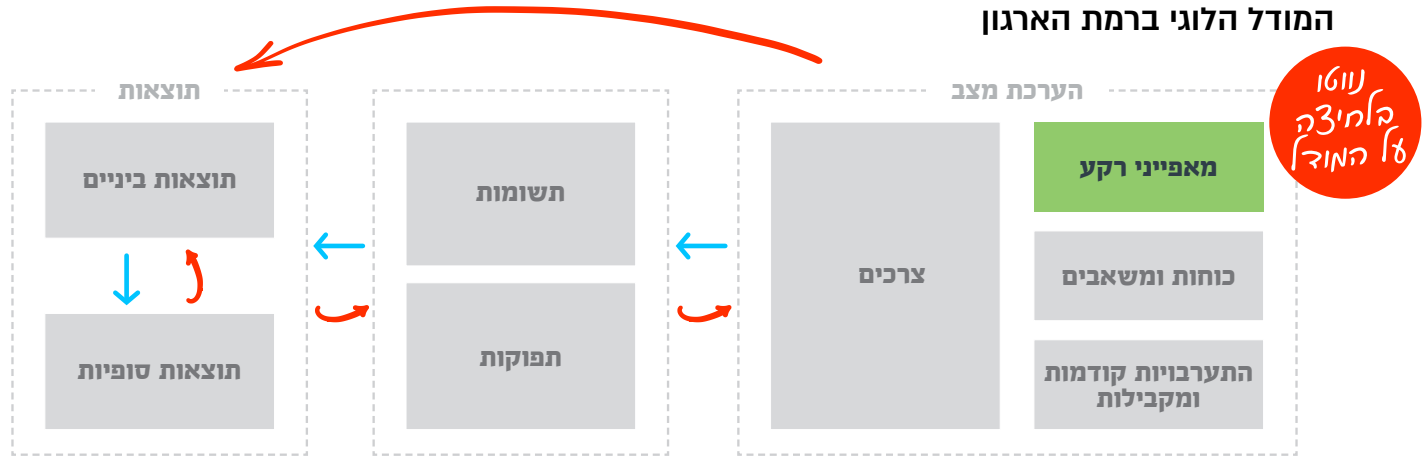 המודל הלוגי ברמת הארגון
נווטו
בלחיצה
על המודל
הערכת מצב
מאפייני רקע
כוחות ומשאבים
התערבויות קודמות
ומקבילות
צרכים
תשומות
תפוקות
תוצאות
תוצאות ביניים
תוצאות סופיות